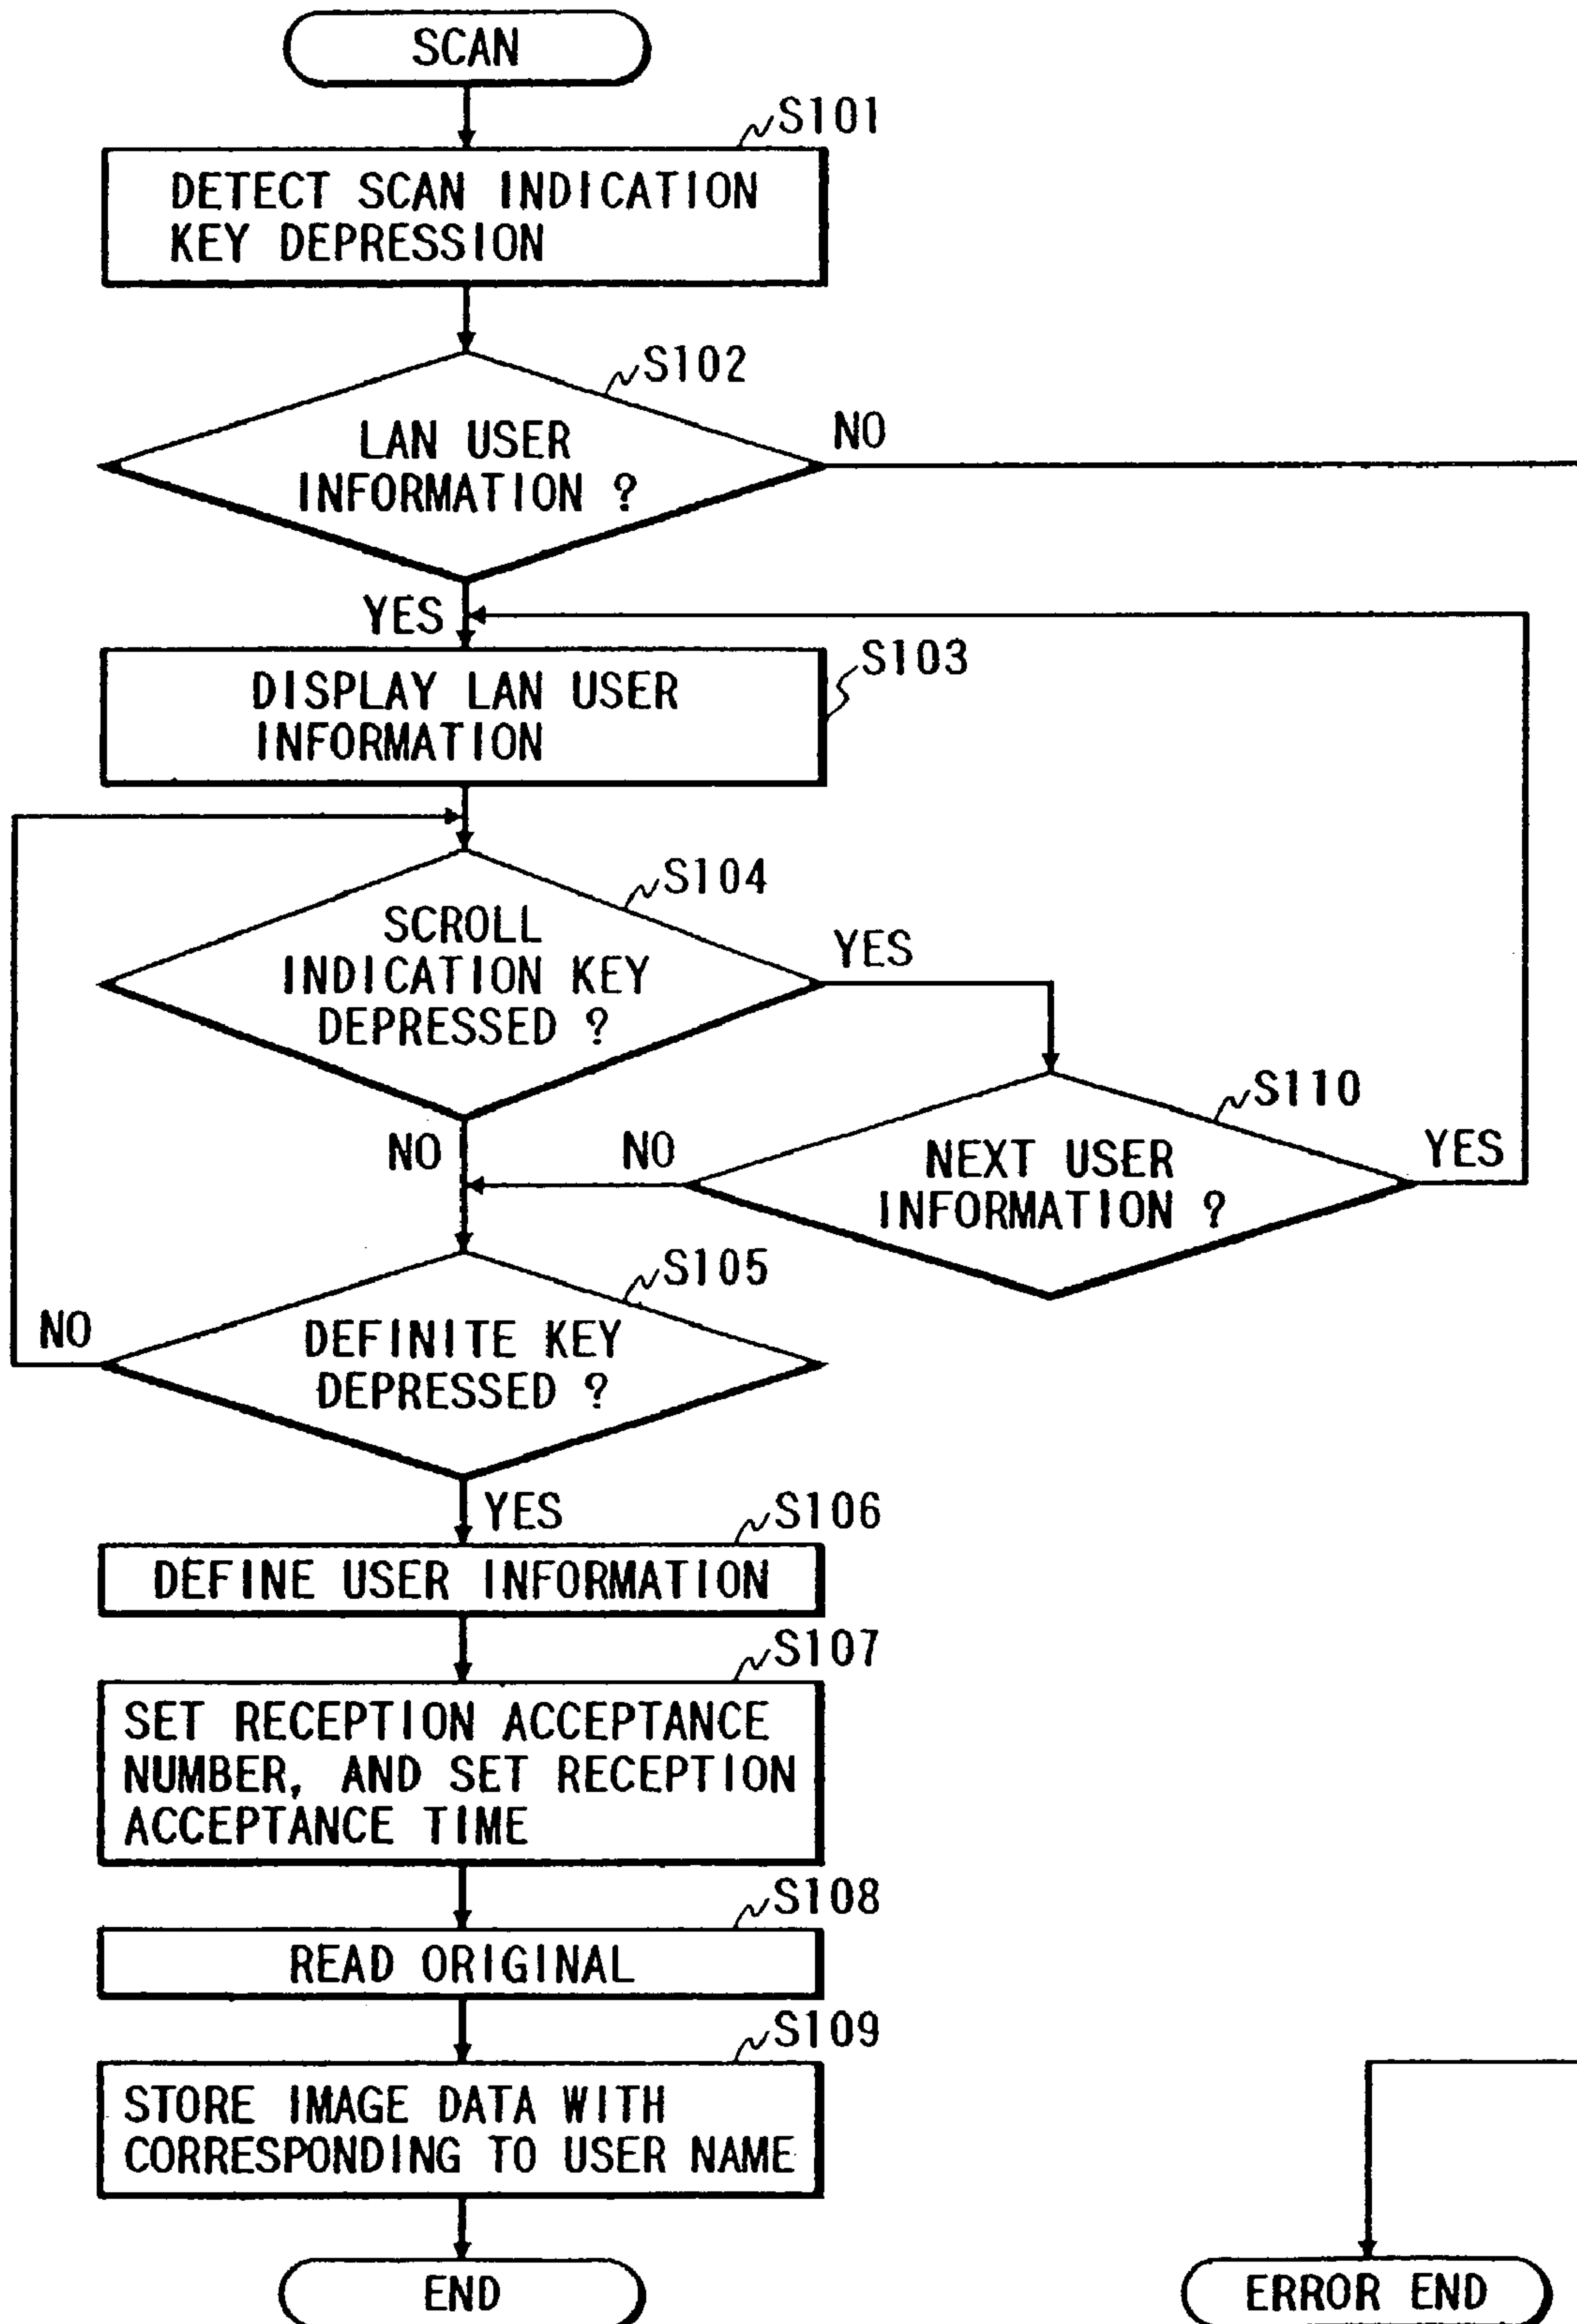 SCAN
S101
DETECT SCAN INDICATION
KEY DEPRESSION
S102
LAN USER
INFORMATION ?
NO
YES
S103
DISPLAY LAN USER
INFORMATION
S104
SCROLL
INDICATION KEY
DEPRESSED ?
YES
S110
NEXT USER
INFORMATION ?
YES
NO
NO
S105
DEFINITE KEY
DEPRESSED ?
NO
YES
S106
DEFINE USER INFORMATION
S107
SET RECEPTION ACCEPTANCE
NUMBER, AND SET RECEPTION
ACCEPTANCE TIME
S108
READ ORIGINAL
S109
STORE IMAGE DATA WITH
CORRESPONDING TO USER NAME
END
ERROR END